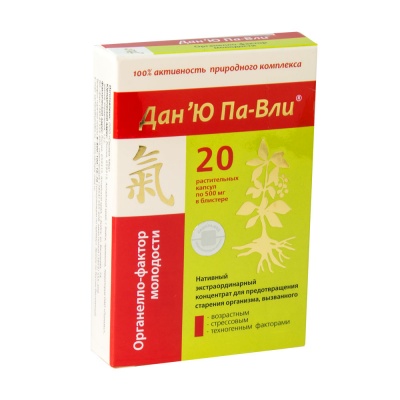 100% активность природного комплекса
Дан'Ю Па-Вли®
氣
20
растительных
капсул
по 500 мг
в блистере
Органелло-фактор
молодости
Нативный
экстраординарный
концентрат для предотвращения
старения организма, вызванного
- возрастным
- стрессовым
- техногенным факторами